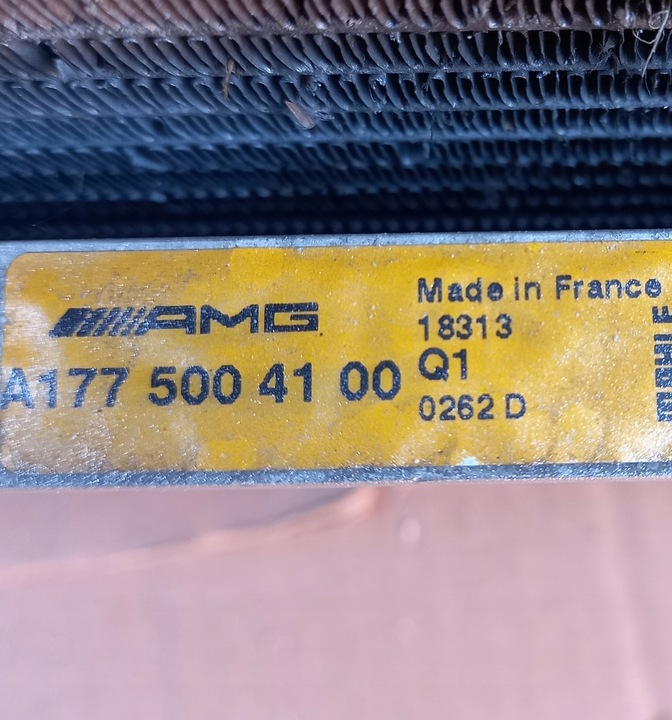 AMG
A177 500 41 00
Made in France
18313
Q1
0262 D